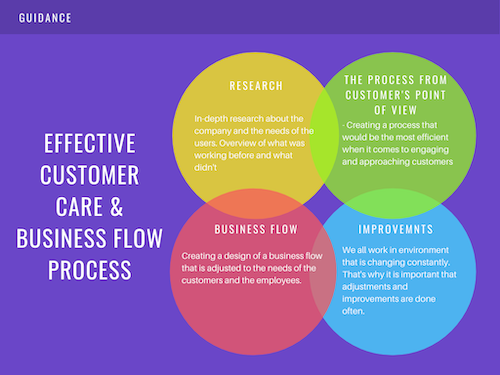 GUIDANCE
EFFECTIVE
CUSTOMER
CARE &
BUSINESS FLOW
PROCESS
RESEARCH
In-depth research about the
company and the needs of the
users. Overview of what was
working before and what
didn't
THE PROCESS FROM
CUSTOMER'S POINT
OF VIEW
- Creating a process that
would be the most efficient
when it comes to engaging
and approaching customers
BUSINESS FLOW
Creating a design of a business flow
that is adjusted to the needs of the
customers and the employees.
IMPROVEMNTS
We all work in environment
that is changing constantly.
That's why it is important that
adjustments and
improvements are done
often.